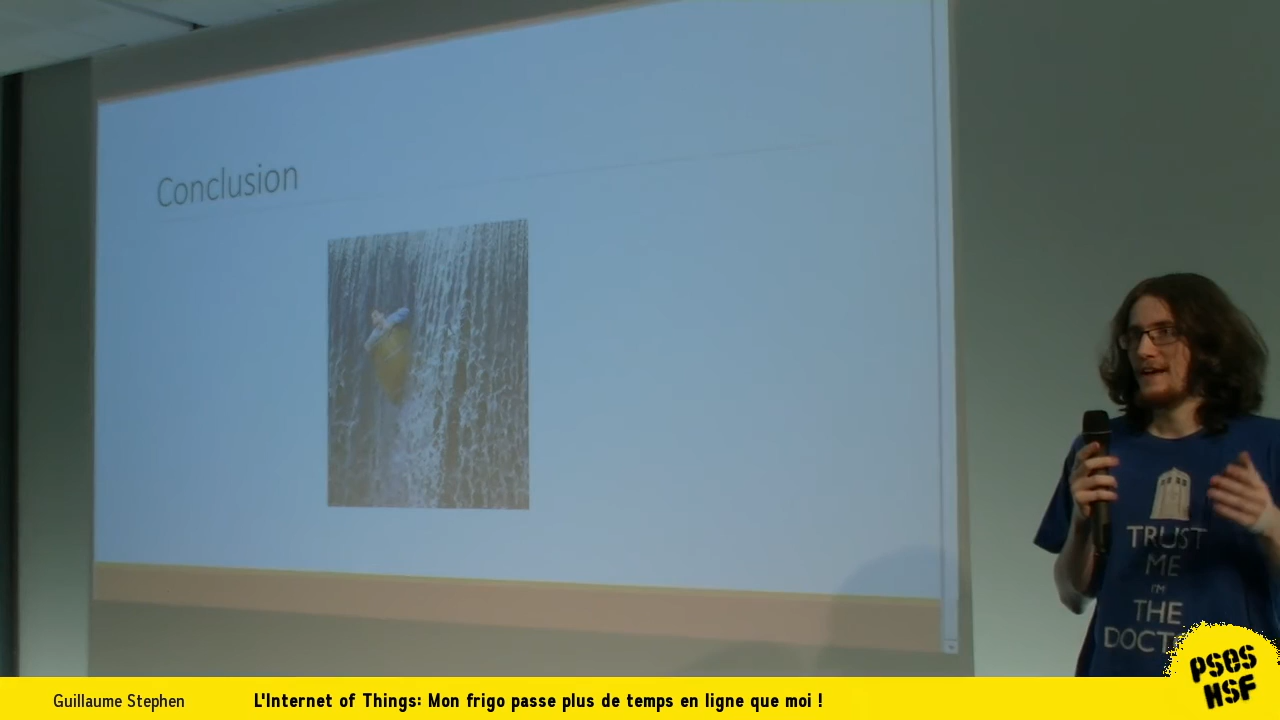 Conclusion
TRUST
ME
I'M
THE
DOCT
PSES
HSF
Guillaume Stephen
L'Internet of Things: Mon frigo passe plus de temps en ligne que moi !